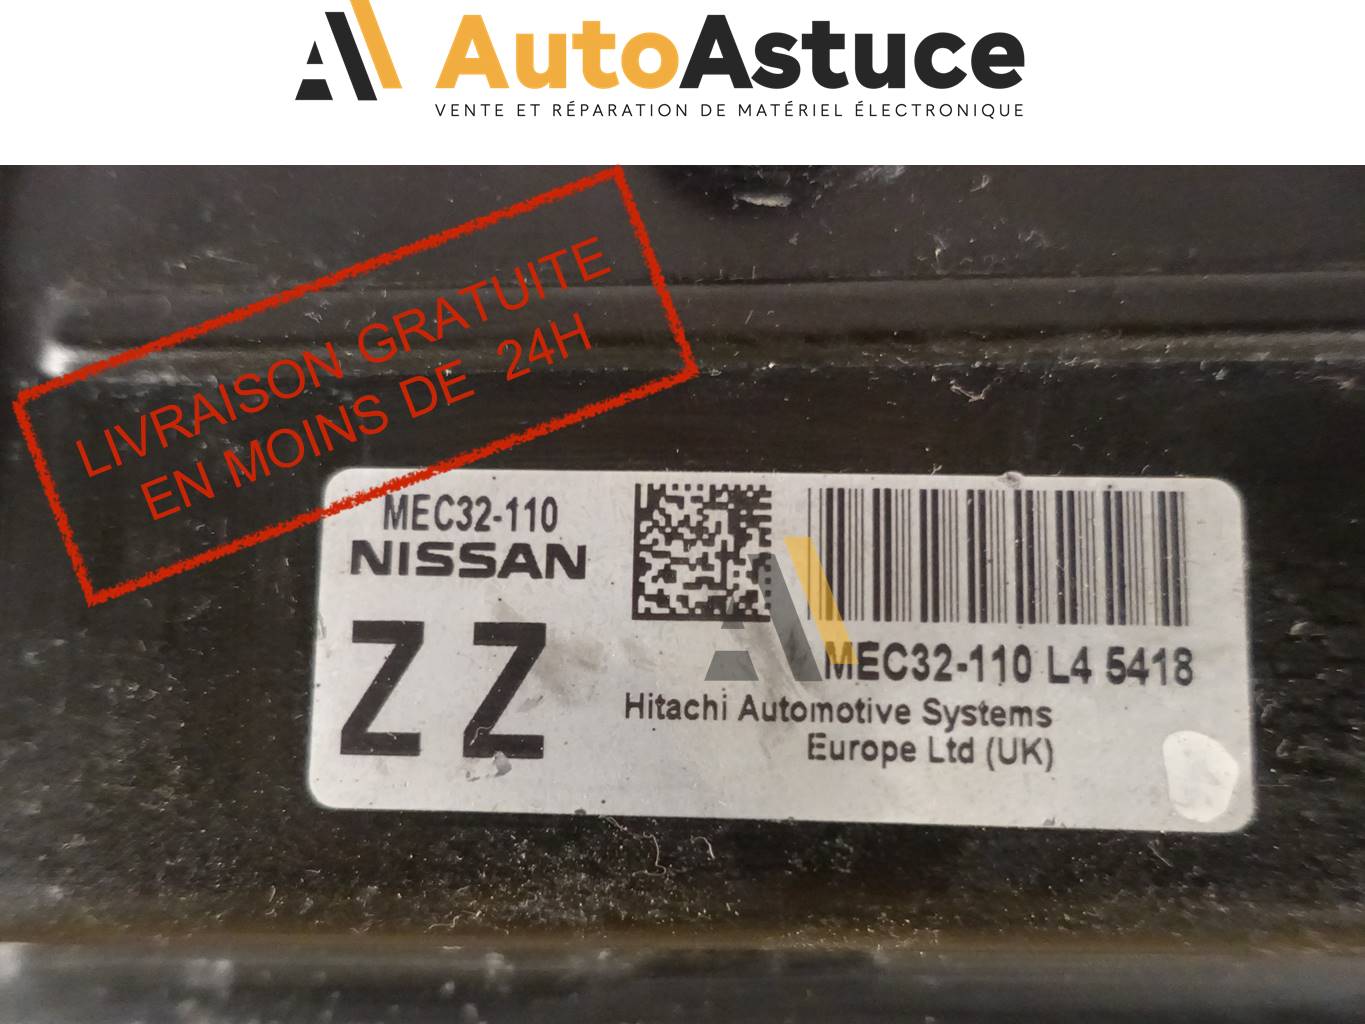 AutoAstuce
VENTE ET RÉPARATION DE MATÉRIEL ÉLECTRONIQUE
LIVRAISON GRATUITE
EN MOINS DE 24H
MEC32-110
NISSAN
ZZ
MEC32-110 L4 5418
Hitachi Automotive Systems
Europe Ltd (UK)